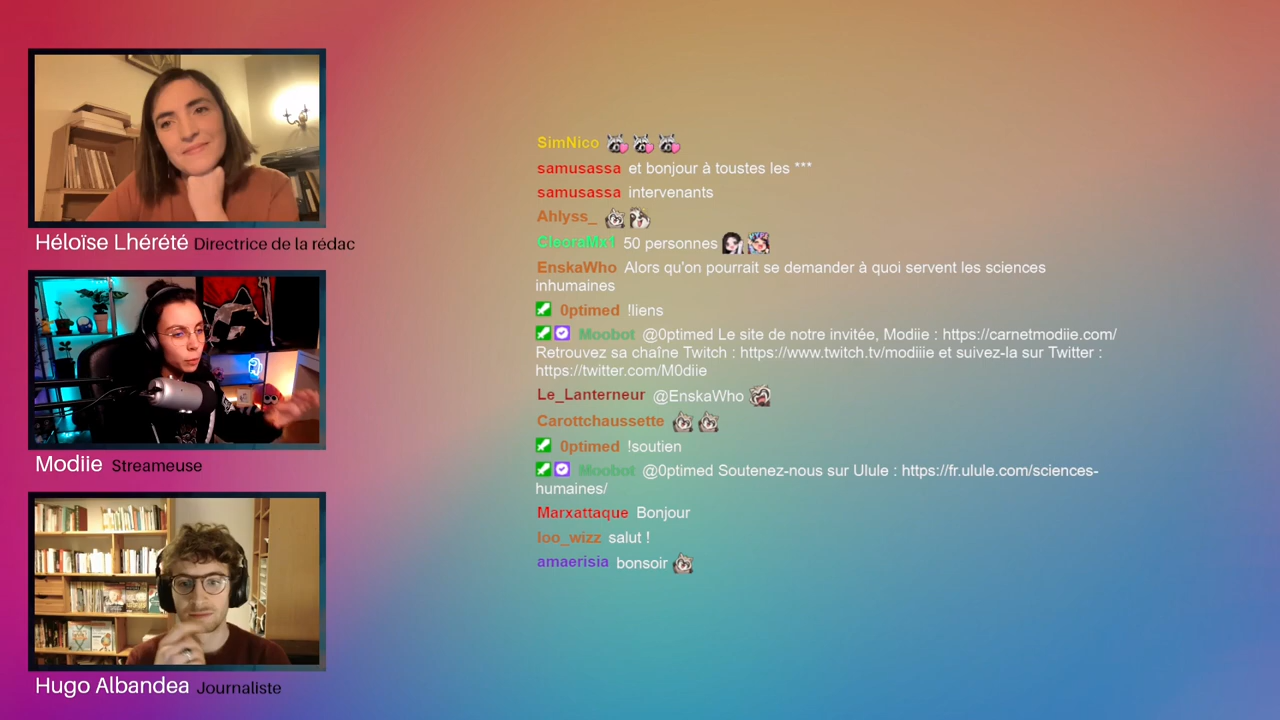 Héloïse Lhérété Directrice de la rédac
Modiie Streameuse
Hugo Albandea Journaliste
SimNico
samusassa et bonjour à toustes les ***
samusassa intervenants
Ahlyss_
CleoraMx1 50 personnes
EnskaWho Alors qu'on pourrait se demander à quoi servent les sciences
inhumaines
0ptimed !liens
Moobot @0ptimed Le site de notre invitée, Modiie : https://carnetmodiie.com/
Retrouvez sa chaîne Twitch : https://www.twitch.tv/modiiie et suivez-la sur Twitter :
https://twitter.com/M0diie
Le_Lanterneur @EnskaWho
Carottchaussette
0ptimed !soutien
Moobot @0ptimed Soutenez-nous sur Ulule : https://fr.ulule.com/sciences-
humaines/
Marxattaque Bonjour
loo_wizz salut !
amaerisia bonsoir